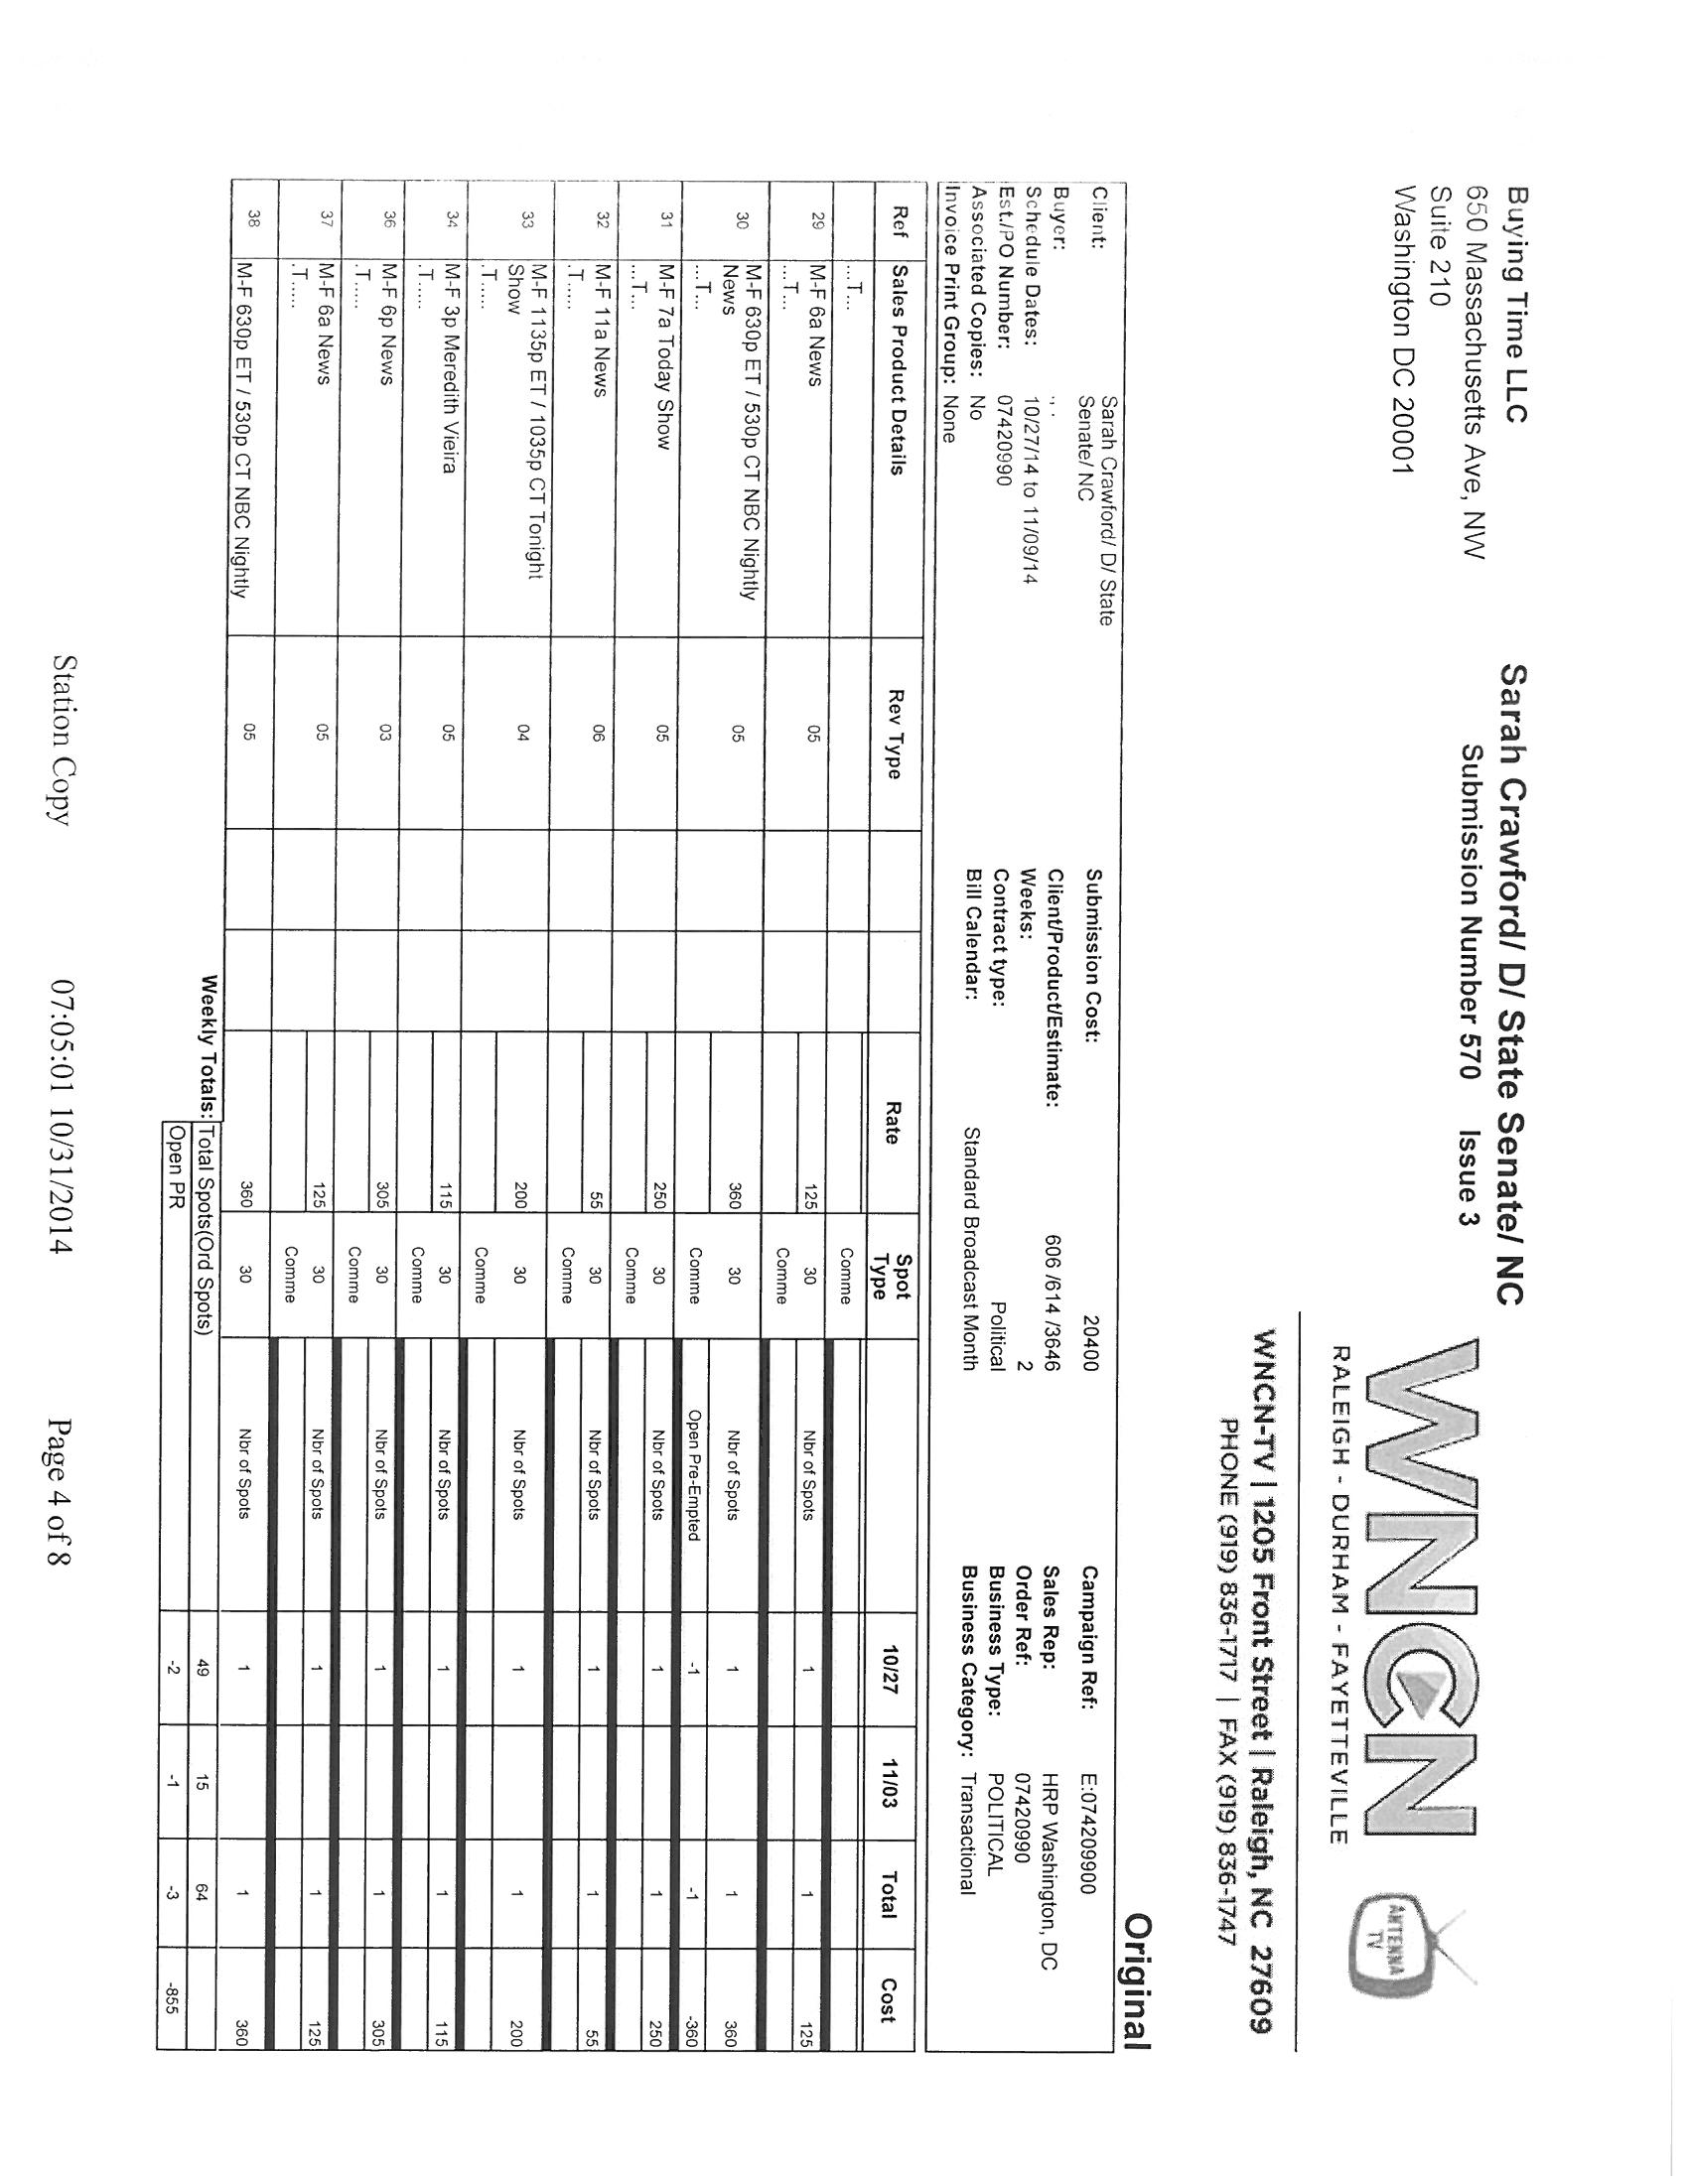 Buying Time LLC
650 Massachusetts Ave, NW
Suite 210
Washington DC 20001
Sarah Crawford/ D/ State Senate/ NC
Submission Number 570 Issue 3
WNCN
RALEIGH - DURHAM - FAYETTEVILLE
ANTENNA
TV
WNCN-TV | 1205 Front Street | Raleigh, NC 27609
PHONE (919) 836-1717 | FAX (919) 836-1747
Original
Client: Sarah Crawford/ D/ State Senate/ NC Submission Cost: 20400 Campaign Ref: E:074209900
Buyer: ., . Client/Product/Estimate: 606 /614 /3646 Sales Rep: HRP Washington, DC
Schedule Dates: 10/27/14 to 11/09/14 Weeks: 2 Order Ref: 07420990
Est./PO Number: 07420990 Contract type: Political Business Type: POLITICAL
Associated Copies: No Bill Calendar: Standard Broadcast Month Business Category: Transactional
Invoice Print Group: None
Ref Sales Product Details Rev Type Rate Spot Type 10/27 11/03 Total Cost
....T... Comme
29 M-F 6a News 05 125 30 Nbr of Spots 1 1 125
....T... Comme
30 M-F 630p ET / 530p CT NBC Nightly News 05 360 30 Nbr of Spots 1 1 360
....T... Comme Open Pre-Empted -1 -1 -360
31 M-F 7a Today Show 05 250 30 Nbr of Spots 1 1 250
....T... Comme
32 M-F 11a News 06 55 30 Nbr of Spots 1 1 55
.T..... Comme
33 M-F 1135p ET / 1035p CT Tonight Show 04 200 30 Nbr of Spots 1 1 200
.T..... Comme
34 M-F 3p Meredith Vieira 05 115 30 Nbr of Spots 1 1 115
.T..... Comme
36 M-F 6p News 03 305 30 Nbr of Spots 1 1 305
.T..... Comme
37 M-F 6a News 05 125 30 Nbr of Spots 1 1 125
.T..... Comme
38 M-F 630p ET / 530p CT NBC Nightly 05 360 30 Nbr of Spots 1 1 360
Weekly Totals: Total Spots(Ord Spots) 49 15 64
Open PR -2 -1 -3 -855
Station Copy 07:05:01 10/31/2014 Page 4 of 8